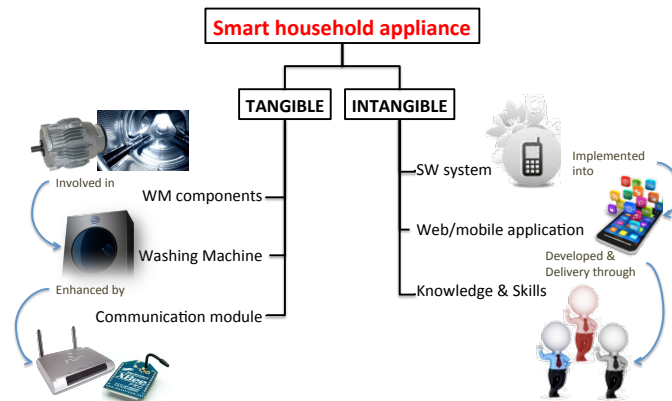 Smart household appliance
TANGIBLE
INTANGIBLE
Involved in
WM components
Washing Machine
Enhanced by
Communication module
XBee
SW system
Implemented
into
Web/mobile application
Developed &
Delivery through
Knowledge & Skills